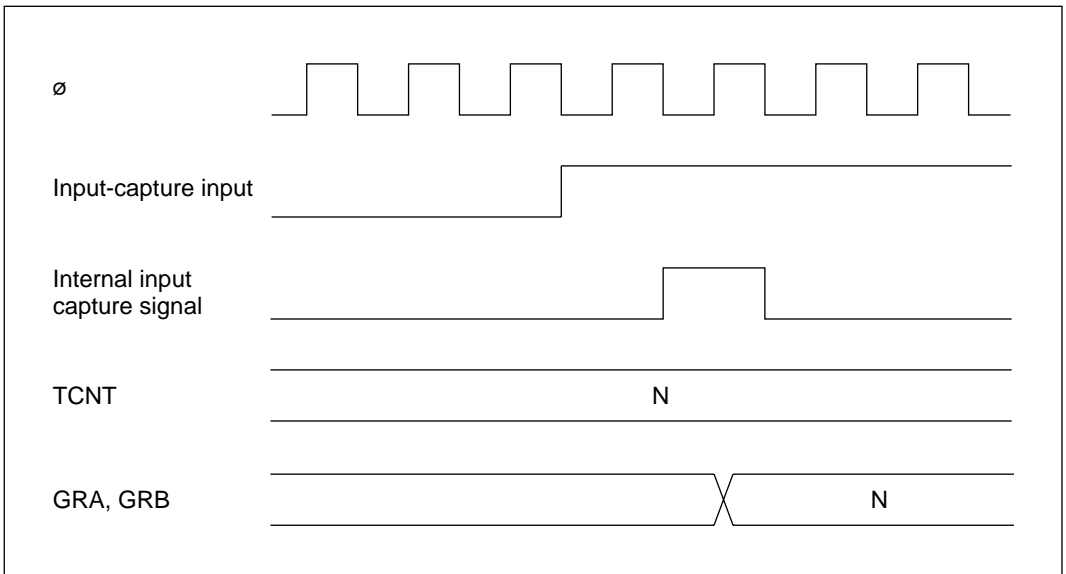 ø
Input-capture input
Internal input
capture signal
TCNT
N
GRA, GRB
N